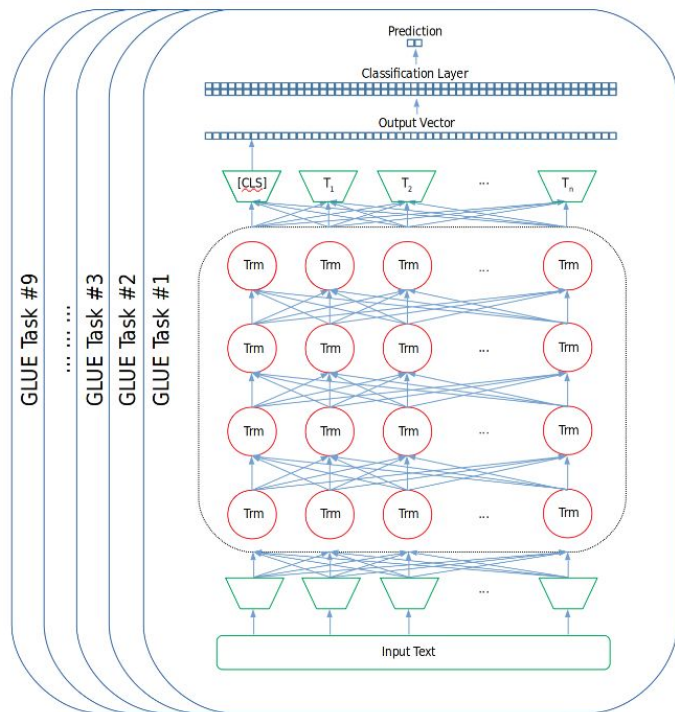 Prediction
Classification Layer
Output Vector
[CLS] T1 T2 ... Tn
Trm Trm Trm ... Trm
Trm Trm Trm ... Trm
Trm Trm Trm ... Trm
Trm Trm Trm ... Trm
...
Input Text
GLUE Task #9
... ... ...
GLUE Task #3
GLUE Task #2
GLUE Task #1